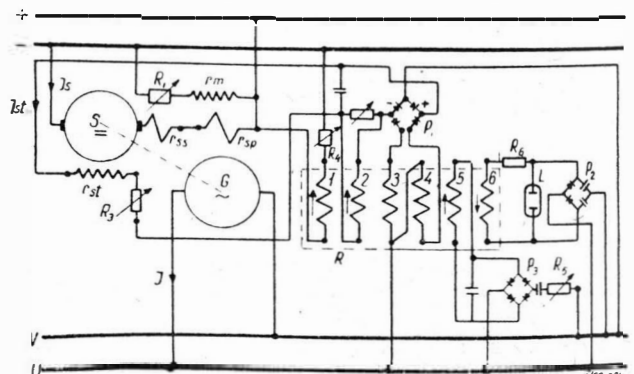 +
−
Js
R₁ rm
Jst
S
=
rss rsp
R₄
P₁
- +
rst
R₃
G
~
1 2 3 4 5 6
R₆
L
P₂
R
J
P₃ R₅
V
U